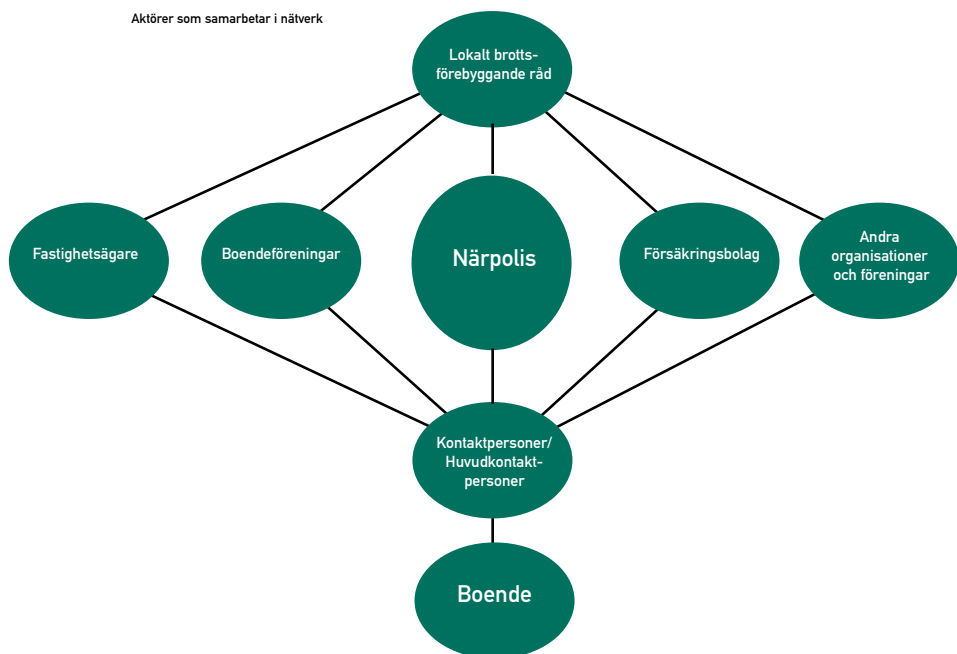 Aktörer som samarbetar i nätverk
Lokalt brotts-
förebyggande råd
Fastighetsägare
Boendeföreningar
Närpolis
Försäkringsbolag
Andra
organisationer
och föreningar
Kontaktpersoner/
Huvudkontakt-
personer
Boende